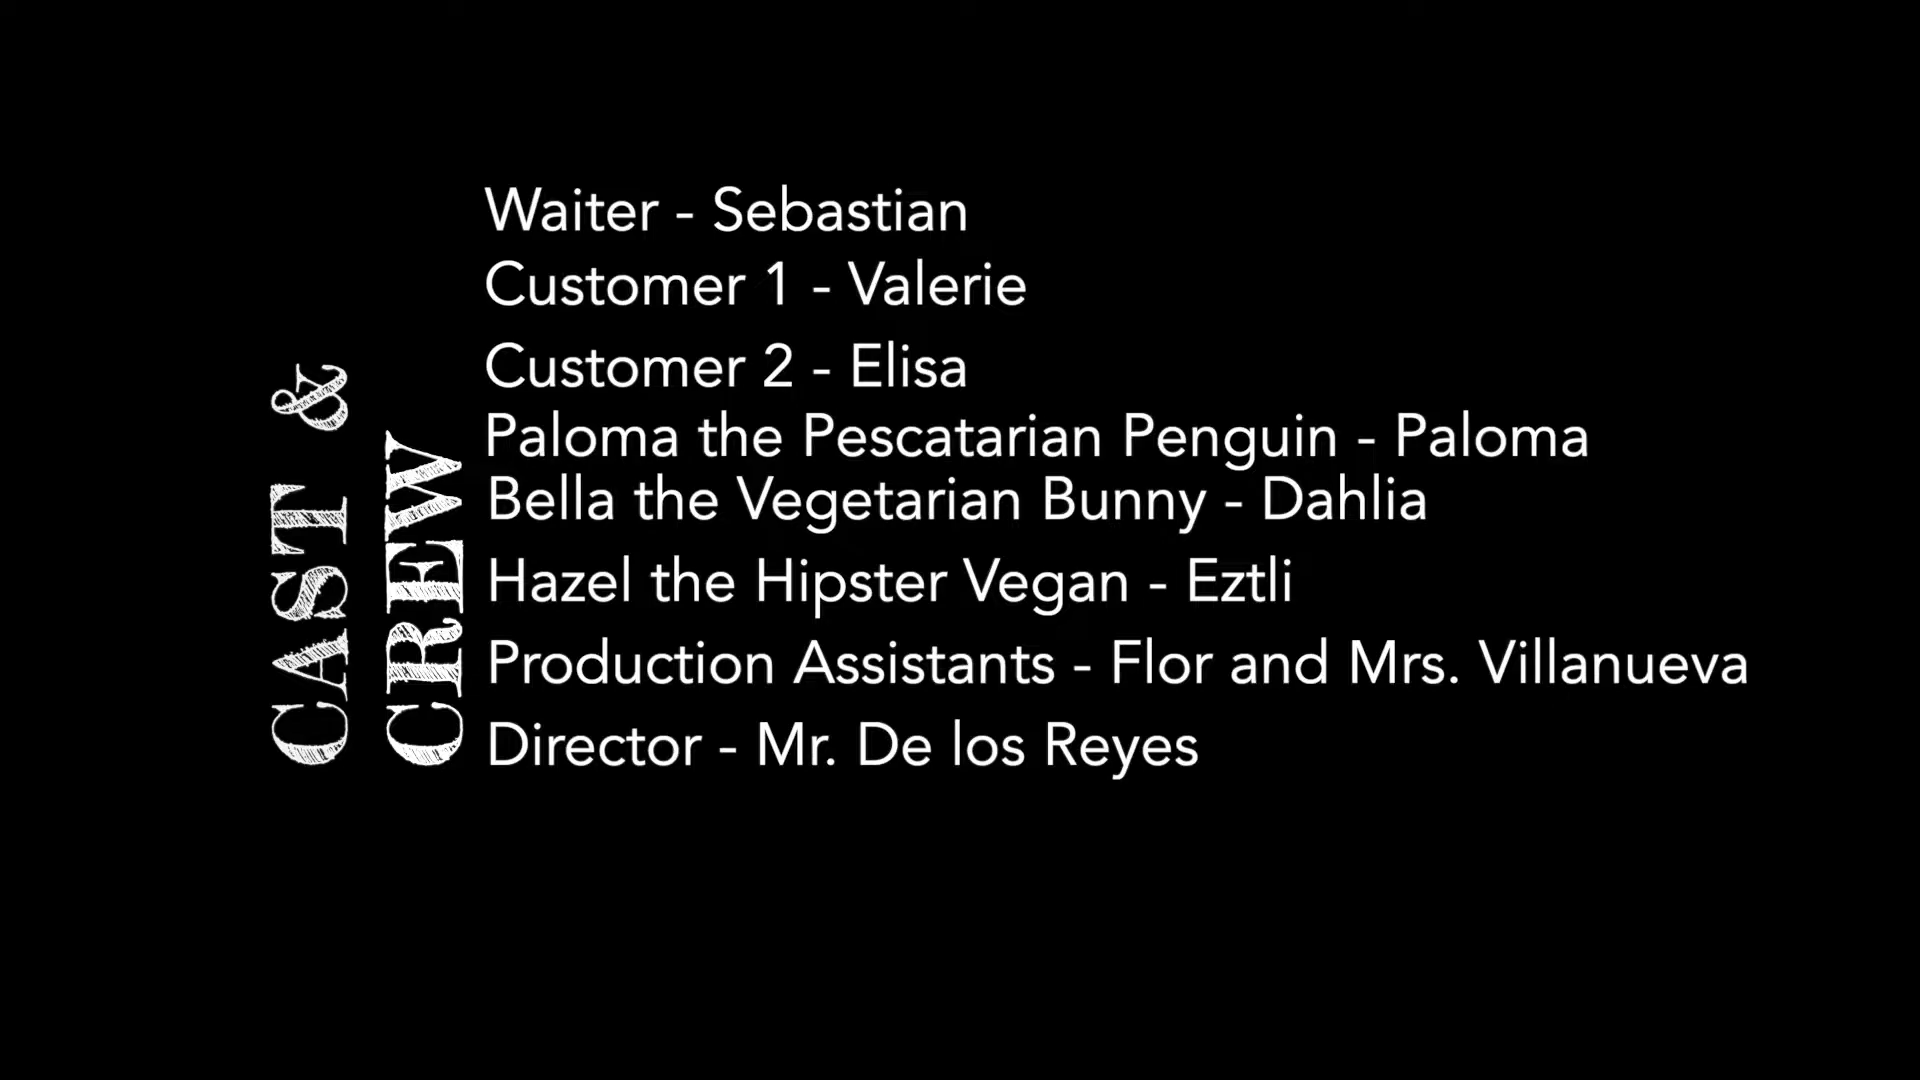 CAST &
CREW
Waiter - Sebastian
Customer 1 - Valerie
Customer 2 - Elisa
Paloma the Pescatarian Penguin - Paloma
Bella the Vegetarian Bunny - Dahlia
Hazel the Hipster Vegan - Eztli
Production Assistants - Flor and Mrs. Villanueva
Director - Mr. De los Reyes